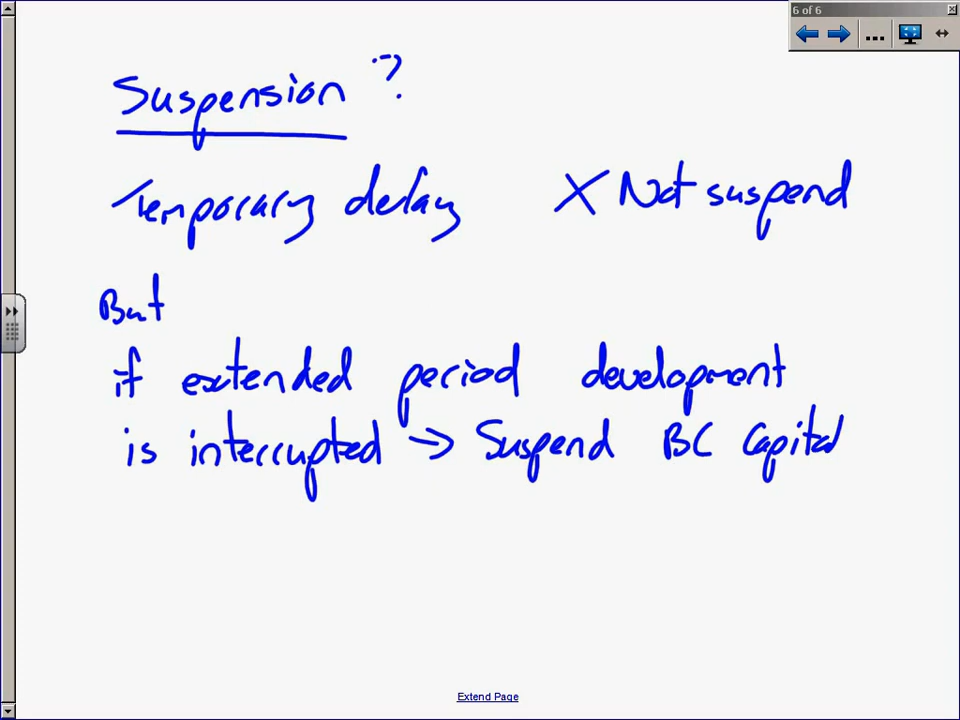 6 of 6
Suspension ?
Temporary delay X Not suspend
But
if extended period development
is interrupted → Suspend BC Capital
Extend Page